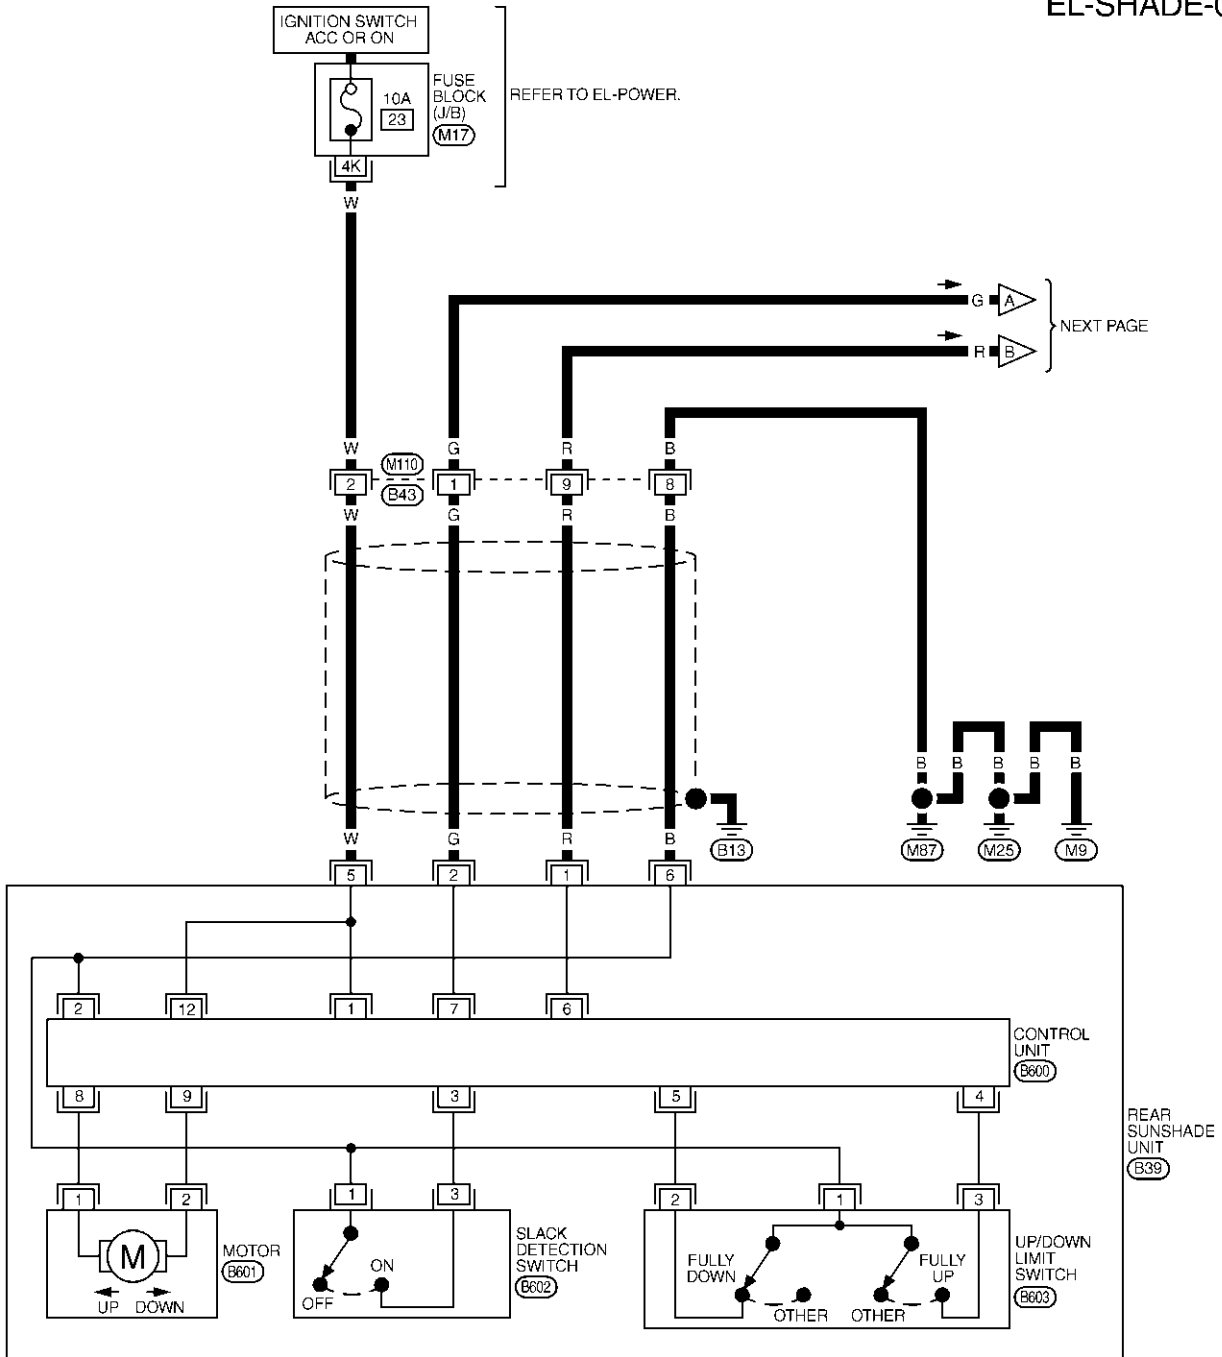 EL-SHADE-0
IGNITION SWITCH
ACC OR ON
10A
23
FUSE
BLOCK
(J/B)
M17
REFER TO EL-POWER.
4K
W
G A
R B
NEXT PAGE
W G R B
M110
2 1 9 8
B43
W G R B
B B B B B
W G R B
B13
M87 M25 M9
5 2 1 6
2 12 1 7 6
CONTROL
UNIT
B600
8 9 3 5 4
REAR
SUNSHADE
UNIT
B39
1 2 1 3 2 1 3
M
UP DOWN
MOTOR
B601
OFF
ON
SLACK
DETECTION
SWITCH
B602
FULLY
DOWN
OTHER
OTHER
FULLY
UP
UP/DOWN
LIMIT
SWITCH
B603